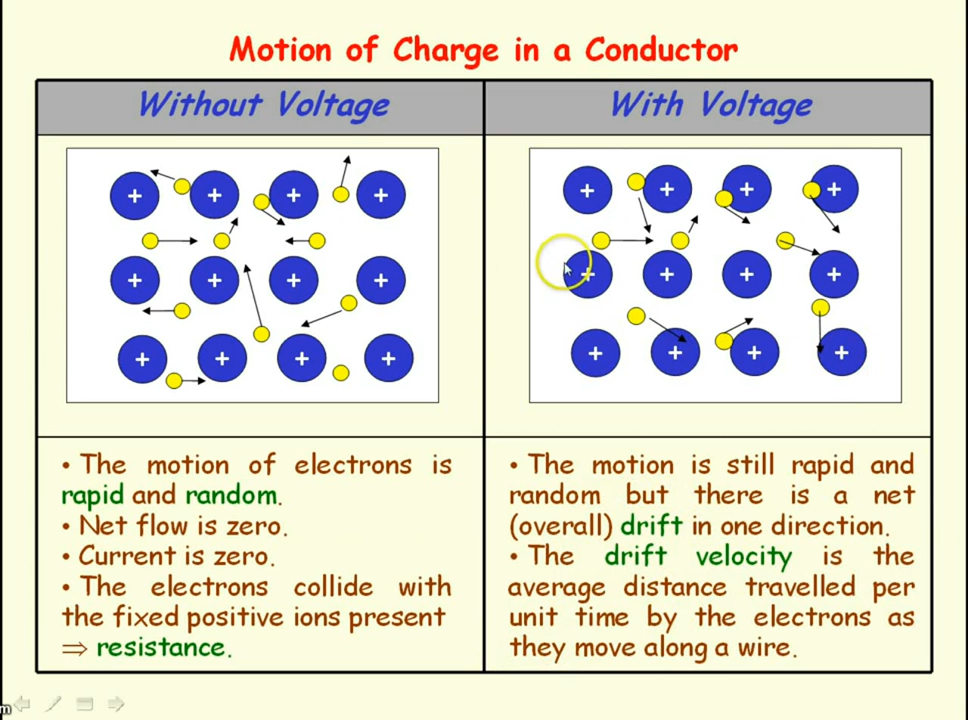 Motion of Charge in a Conductor
Without Voltage
With Voltage
+ + + +
+ + + +
+ + + +
+ + + +
+ + + +
+ + + +
• The motion of electrons is
rapid and random.
• Net flow is zero.
• Current is zero.
• The electrons collide with
the fixed positive ions present
⇒ resistance.
• The motion is still rapid and
random but there is a net
(overall) drift in one direction.
• The drift velocity is the
average distance travelled per
unit time by the electrons as
they move along a wire.
m